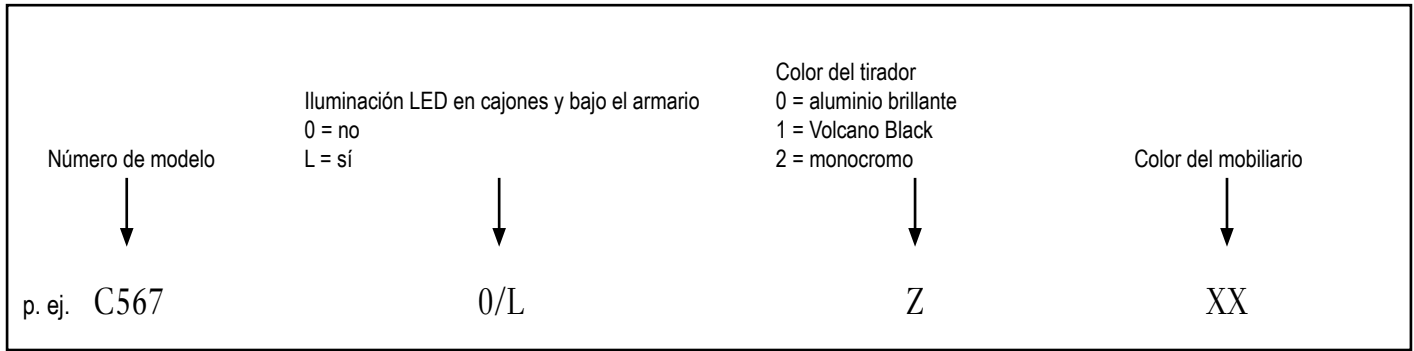 Número de modelo
Iluminación LED en cajones y bajo el armario
0 = no
L = sí
Color del tirador
0 = aluminio brillante
1 = Volcano Black
2 = monocromo
Color del mobiliario
p. ej. C567 0/L Z XX